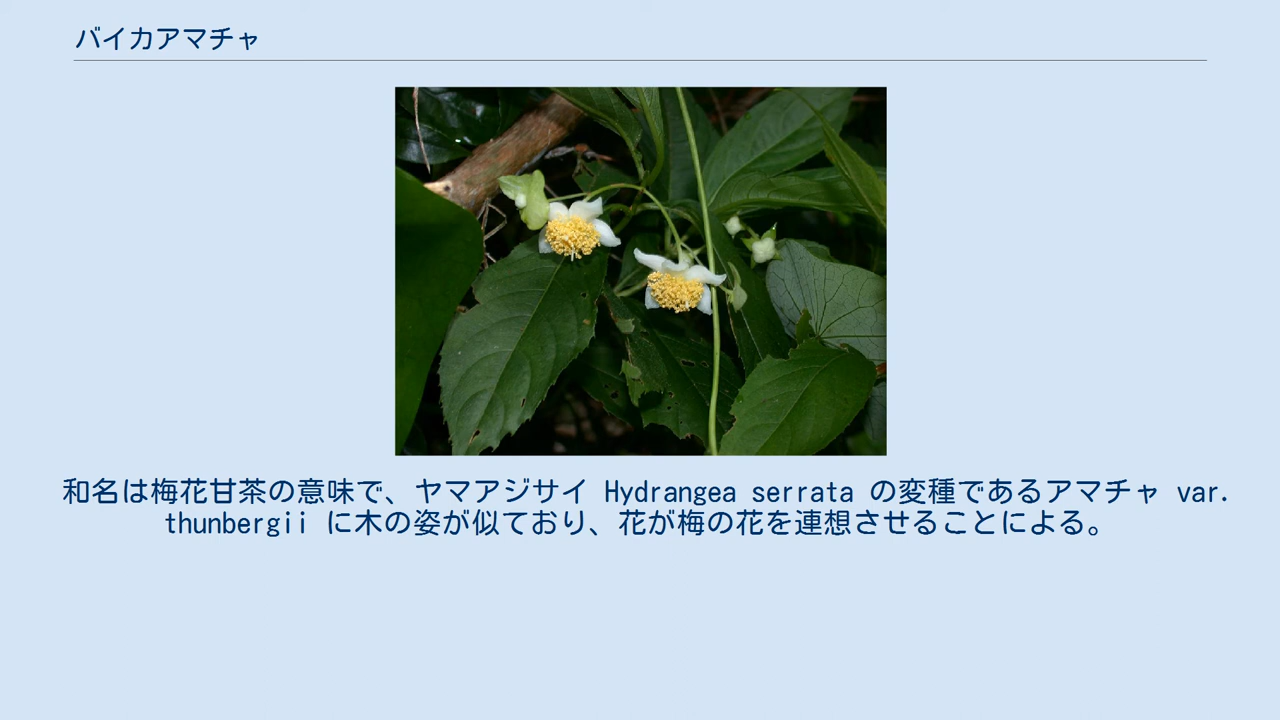 バイカアマチャ
和名は梅花甘茶の意味で、ヤマアジサイ Hydrangea serrata の変種であるアマチャ var.
thunbergii に木の姿が似ており、花が梅の花を連想させることによる。